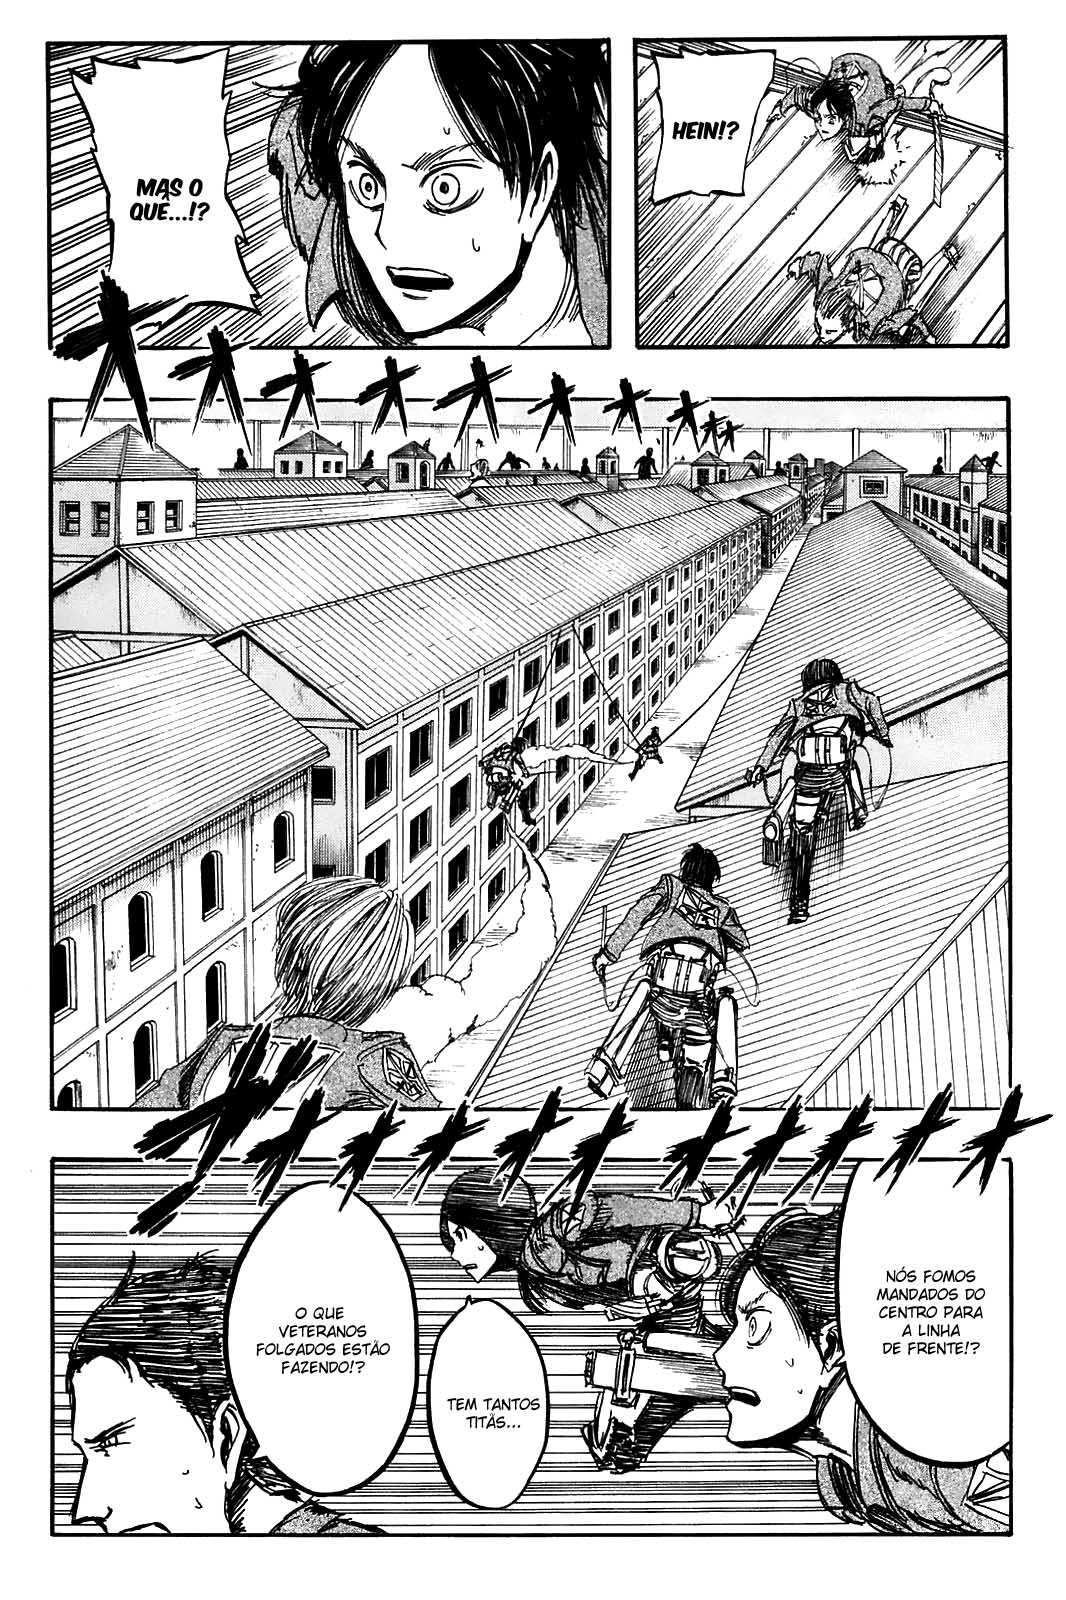 HEIN!?
MAS O
QUÊ...!?
NÓS FOMOS
MANDADOS DO
CENTRO PARA
A LINHA
DE FRENTE!?
TEM TANTOS
TITÃS...
O QUE
VETERANOS
FOLGADOS ESTÃO
FAZENDO!?